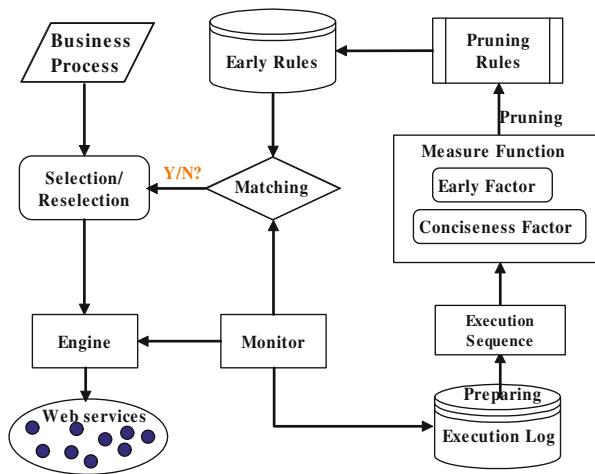 Business
Process
Early Rules
Pruning
Rules
Pruning
Measure Function
Early Factor
Conciseness Factor
Selection/
Reselection
Y/N?
Matching
Engine
Monitor
Execution
Sequence
Preparing
Execution Log
Web services